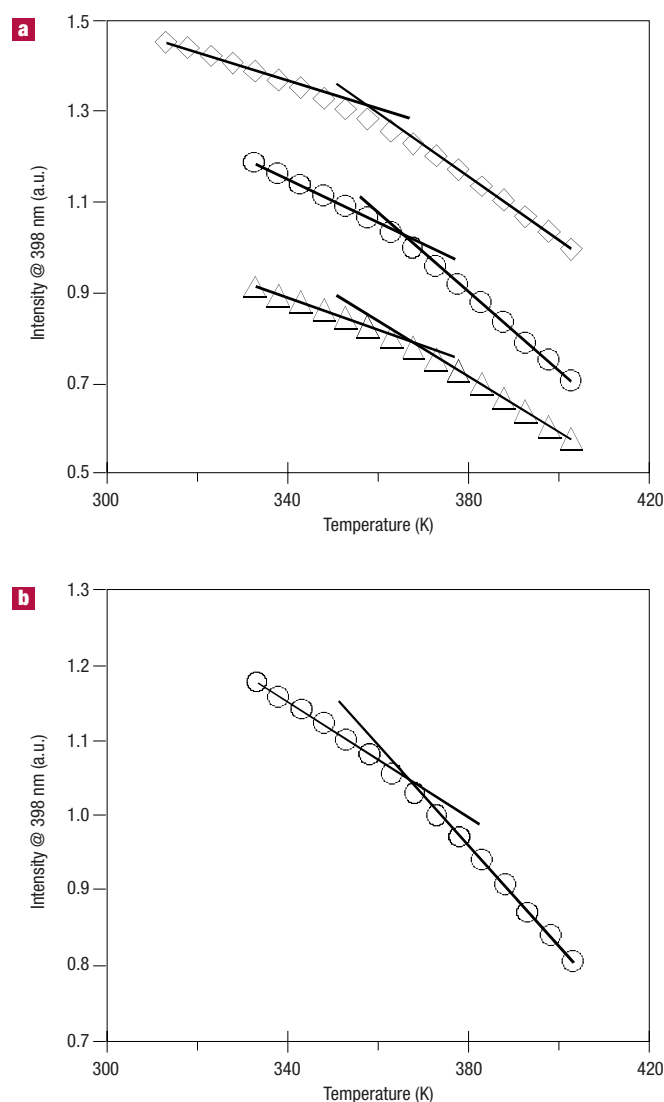 a
1.5
1.3
1.1
0.9
0.7
0.5
Intensity @ 398 nm (a.u.)
300 340 380 420
Temperature (K)
b
1.3
1.2
1.1
1.0
0.9
0.8
0.7
Intensity @ 398 nm (a.u.)
300 340 380 420
Temperature (K)